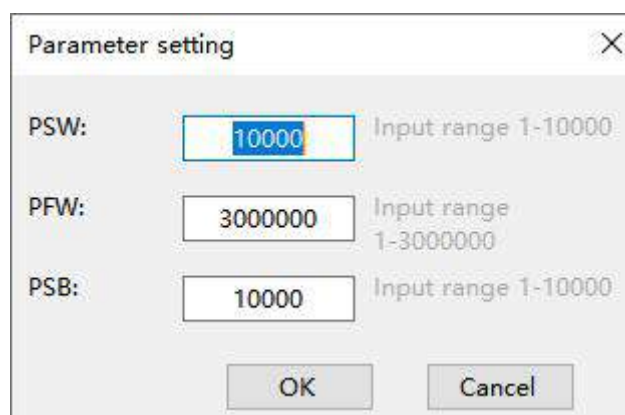 Parameter setting
PSW: 10000 Input range 1-10000
PFW: 3000000 Input range
1-3000000
PSB: 10000 Input range 1-10000
OK Cancel